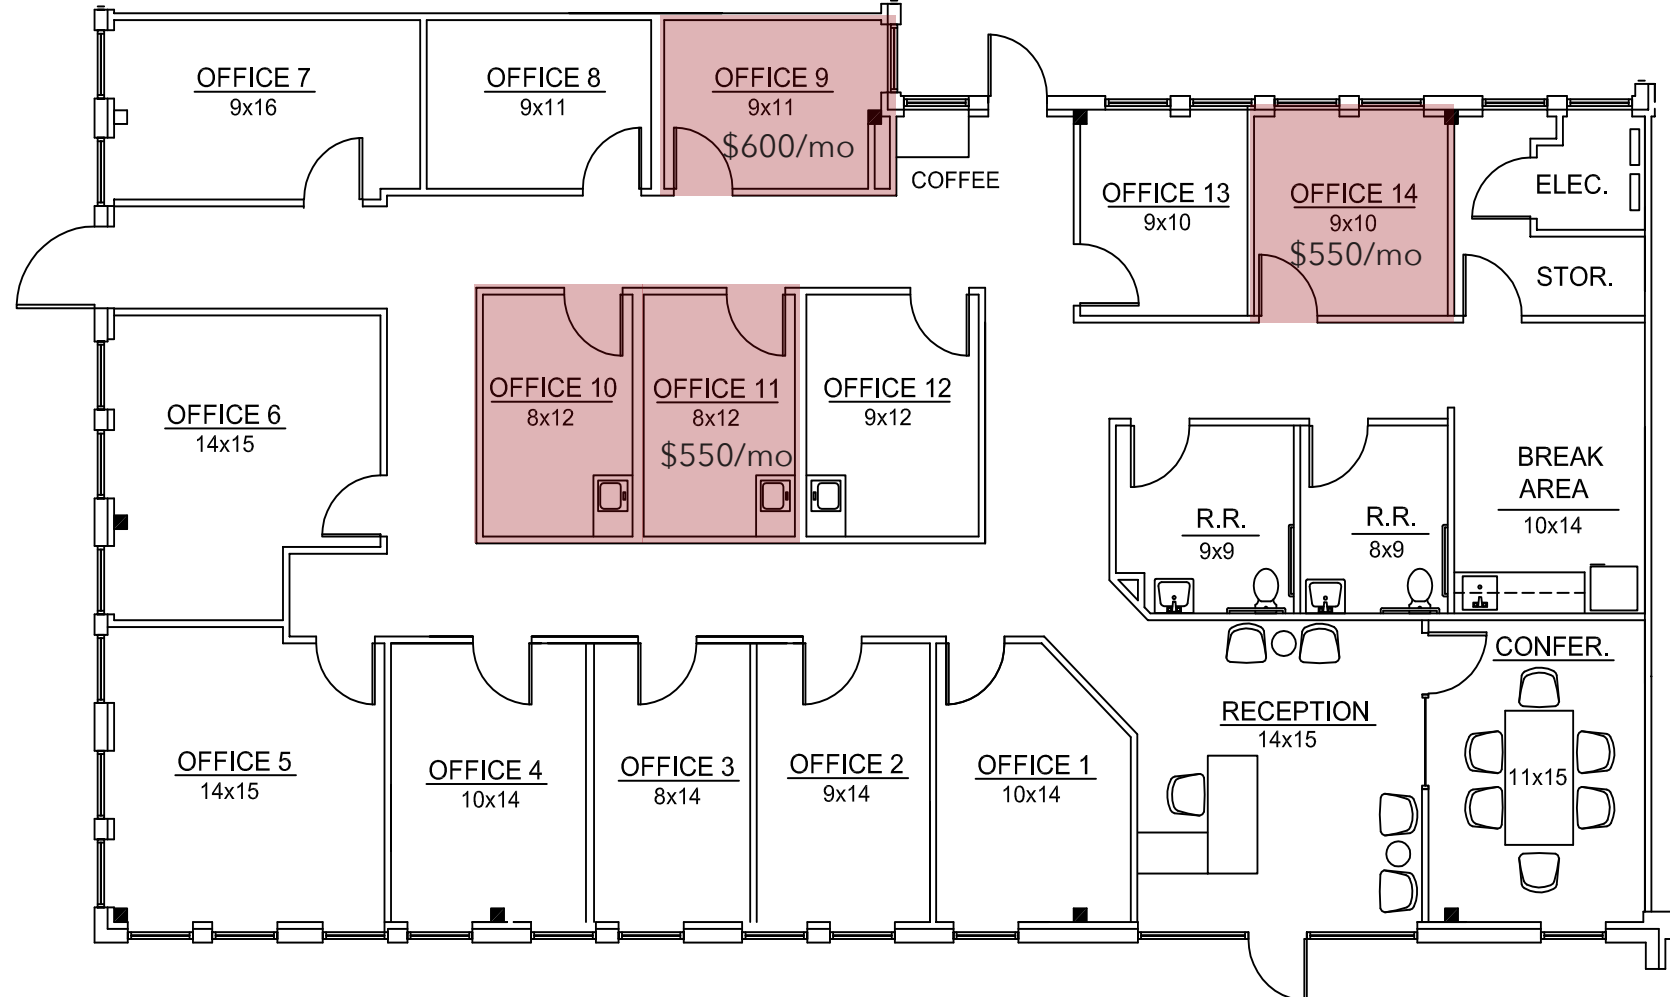 OFFICE 7
9x16
OFFICE 8
9x11
OFFICE 9
9x11
$600/mo
COFFEE
OFFICE 13
9x10
OFFICE 14
9x10
$550/mo
ELEC.
STOR.
OFFICE 6
14x15
OFFICE 10
8x12
OFFICE 11
8x12
$550/mo
OFFICE 12
9x12
R.R.
9x9
R.R.
8x9
BREAK
AREA
10x14
OFFICE 5
14x15
OFFICE 4
10x14
OFFICE 3
8x14
OFFICE 2
9x14
OFFICE 1
10x14
RECEPTION
14x15
CONFER.
11x15